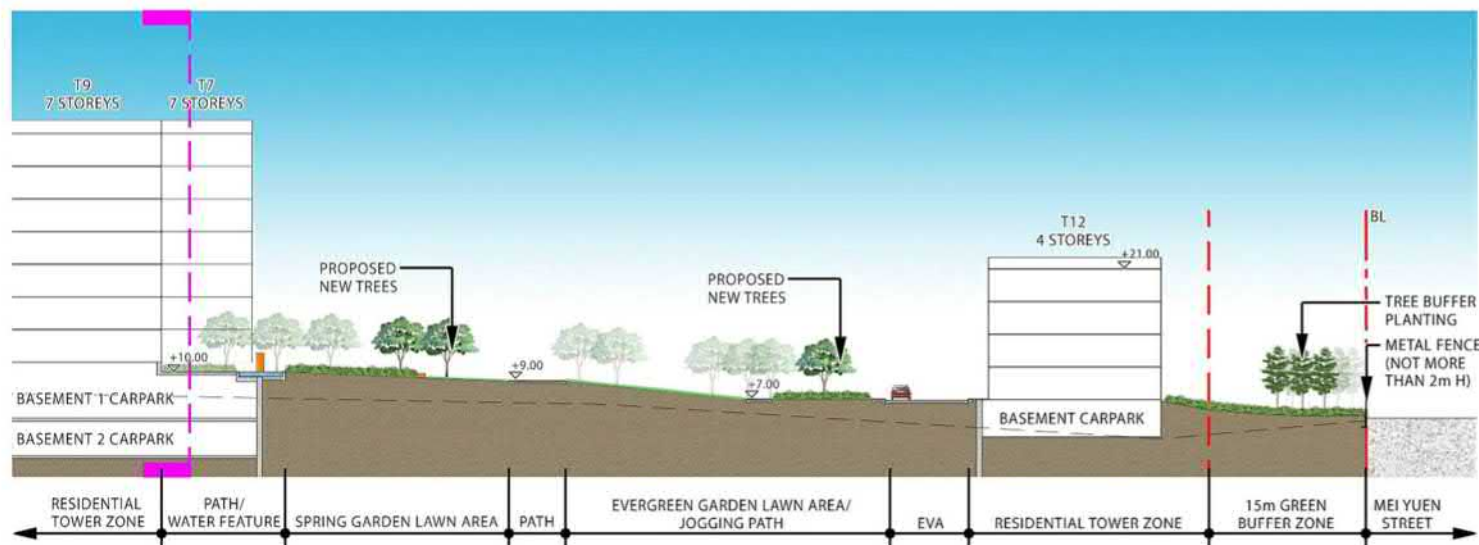 T9
7 STOREYS
T7
7 STOREYS
BL
T12
4 STOREYS
+21.00
PROPOSED
NEW TREES
PROPOSED
NEW TREES
TREE BUFFER
PLANTING
METAL FENCE
(NOT MORE
THAN 2m H)
+10.00
+9.00
+7.00
BASEMENT 1 CARPARK
BASEMENT 2 CARPARK
BASEMENT CARPARK
RESIDENTIAL
TOWER ZONE
PATH/
WATER FEATURE
SPRING GARDEN LAWN AREA
PATH
EVERGREEN GARDEN LAWN AREA/
JOGGING PATH
EVA
RESIDENTIAL TOWER ZONE
15m GREEN
BUFFER ZONE
MEI YUEN
STREET